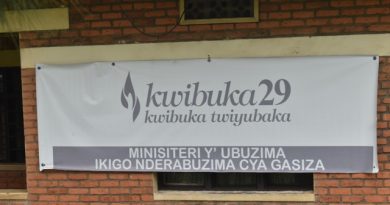 kwibuka29
kwibuka twiyubaka
MINISITERI Y' UBUZIMA
IKIGO NDERABUZIMA CYA GASIZA